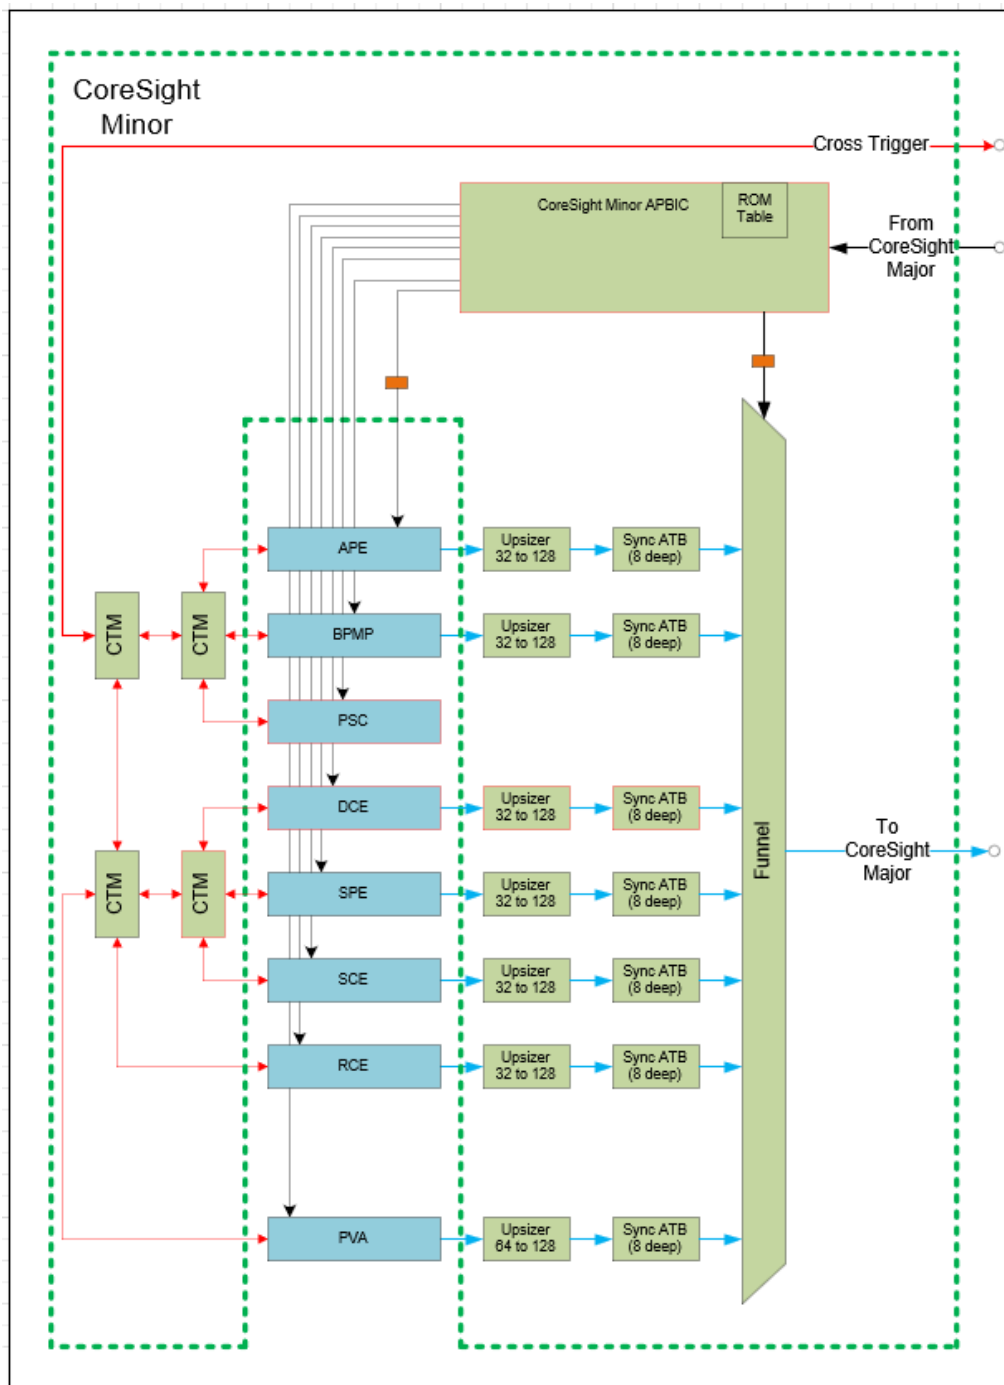 CoreSight
Minor
Cross Trigger
CoreSight Minor APBIC
ROM
Table
From
CoreSight
Major
APE
Upsizer
32 to 128
Sync ATB
(8 deep)
CTM
CTM
BPMP
Upsizer
32 to 128
Sync ATB
(8 deep)
PSC
DCE
Upsizer
32 to 128
Sync ATB
(8 deep)
Funnel
To
CoreSight
Major
CTM
CTM
SPE
Upsizer
32 to 128
Sync ATB
(8 deep)
SCE
Upsizer
32 to 128
Sync ATB
(8 deep)
RCE
Upsizer
32 to 128
Sync ATB
(8 deep)
PVA
Upsizer
64 to 128
Sync ATB
(8 deep)